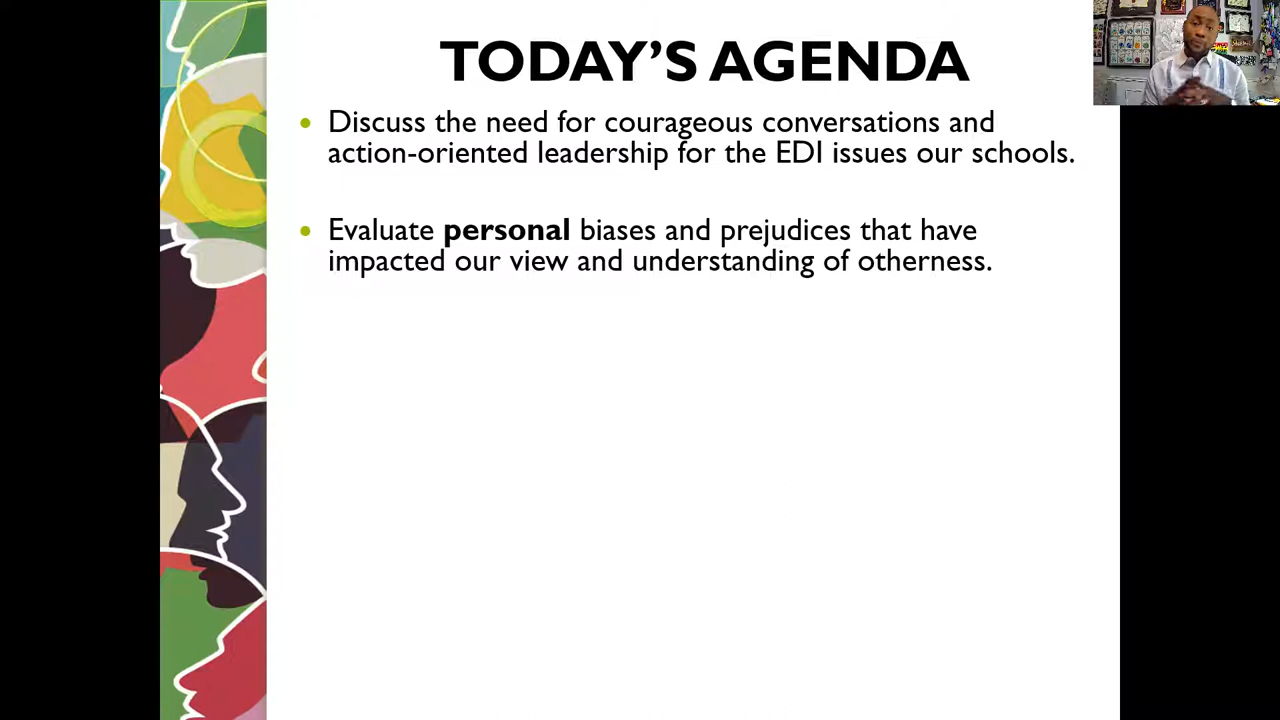 TODAY’S AGENDA
• Discuss the need for courageous conversations and
action-oriented leadership for the EDI issues our schools.
• Evaluate personal biases and prejudices that have
impacted our view and understanding of otherness.